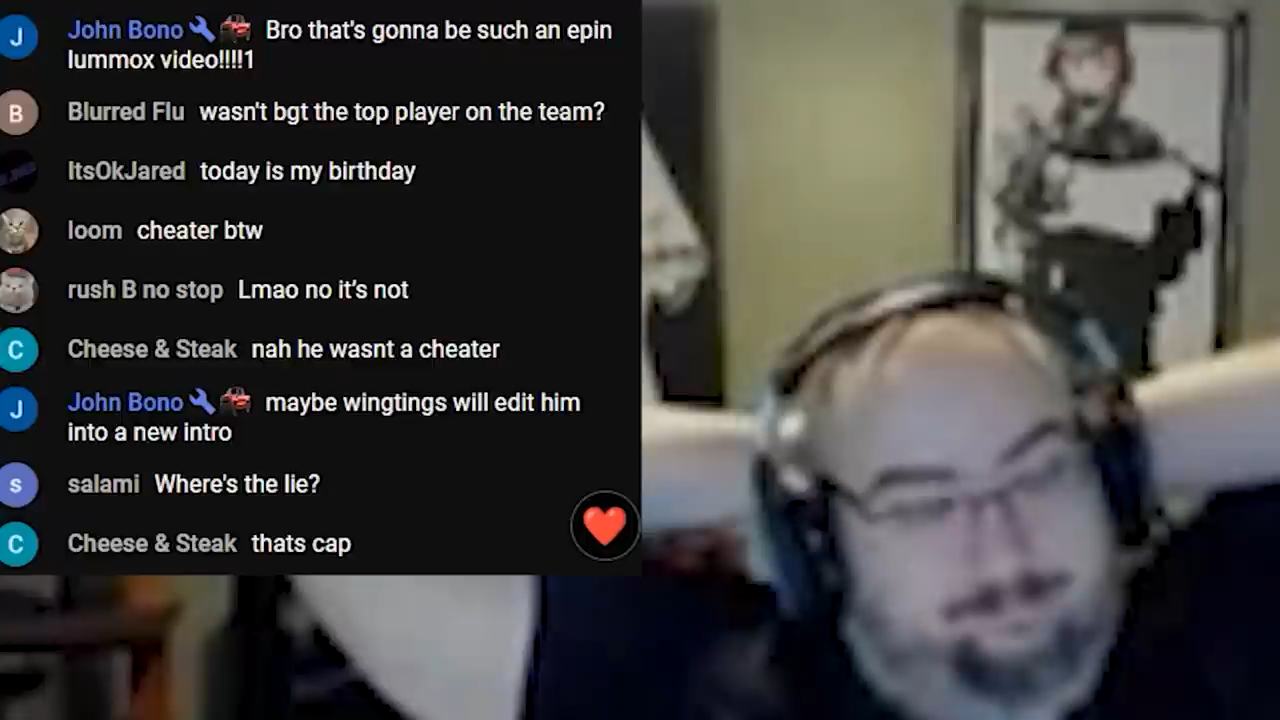 John Bono Bro that's gonna be such an epin
lummox video!!!!1
Blurred Flu wasn't bgt the top player on the team?
ItsOkJared today is my birthday
loom cheater btw
rush B no stop Lmao no it's not
Cheese & Steak nah he wasnt a cheater
John Bono maybe wingtings will edit him
into a new intro
salami Where's the lie?
Cheese & Steak thats cap